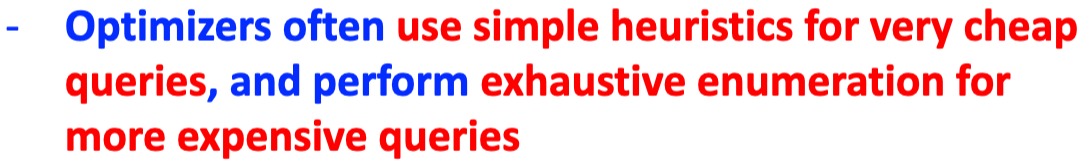 - Optimizers often use simple heuristics for very cheap
queries, and perform exhaustive enumeration for
more expensive queries